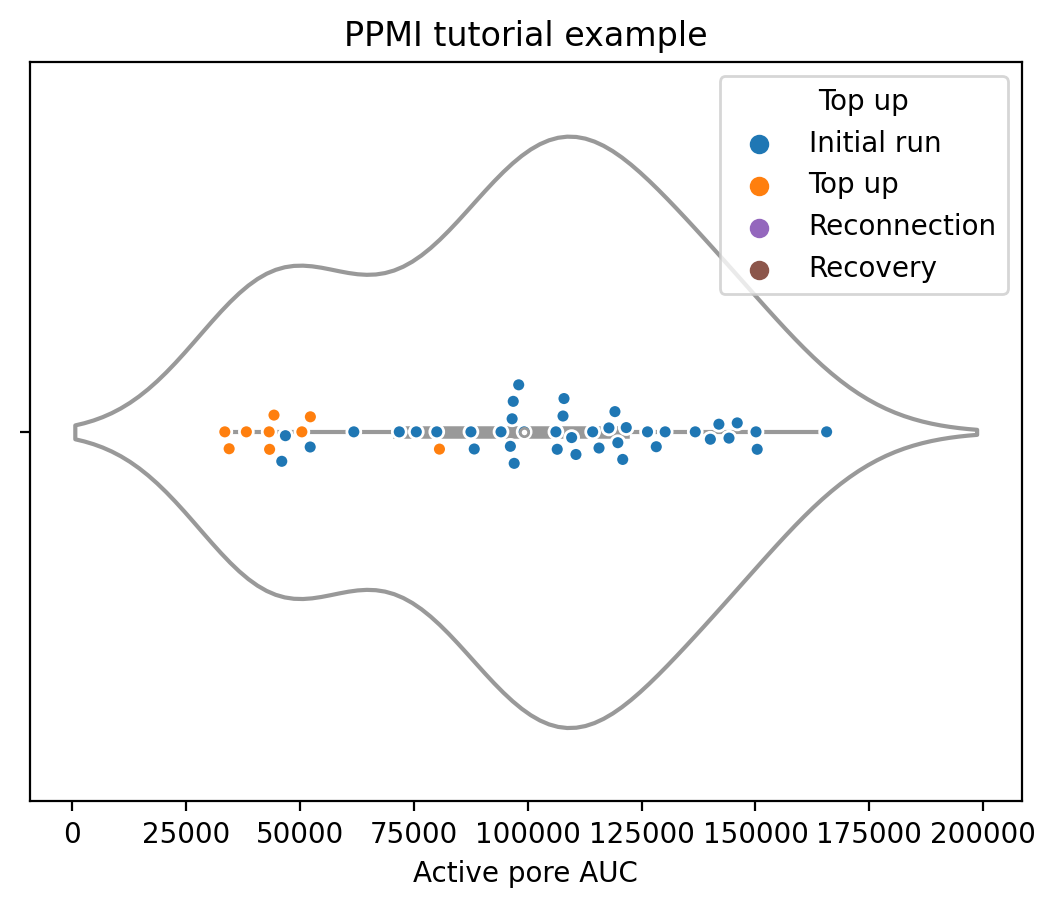 PPMI tutorial example
Top up
Initial run
Top up
Reconnection
Recovery
0 25000 50000 75000 100000 125000 150000 175000 200000
Active pore AUC